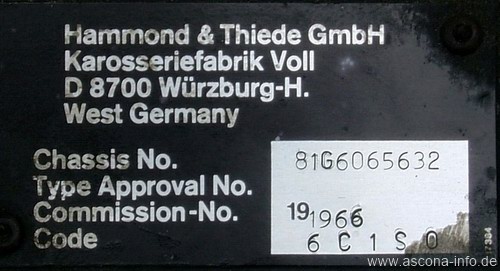 Hammond & Thiede GmbH
Karosseriefabrik Voll
D 8700 Würzburg-H.
West Germany
Chassis No. 81G6065632
Type Approval No.
Commission-No. 19 1966
Code 6 C 1 S 0
384
www.ascona-info.de